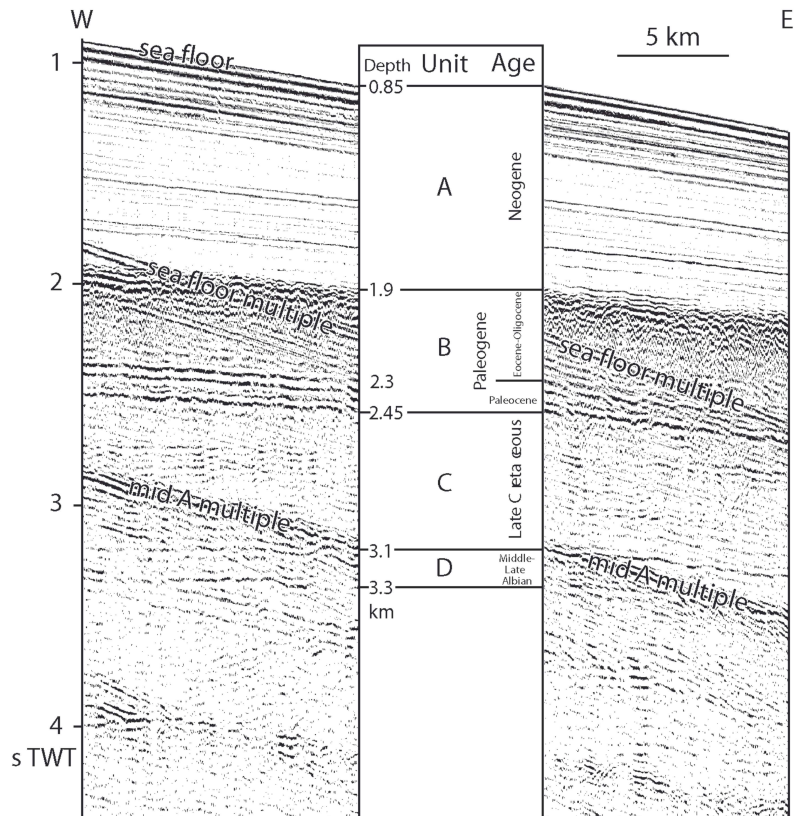 W
E
5 km
1
sea floor
Depth Unit Age
0.85
A
Neogene
2
sea floor multiple
1.9
B
Paleogene
Eocene-Oligocene
sea-floor multiple
2.3
Paleocene
2.45
C
Late C reta ceous
3
mid A multiple
3.1
D
Middle-
Late
Albian
mid A multiple
3.3
km
4
s TWT